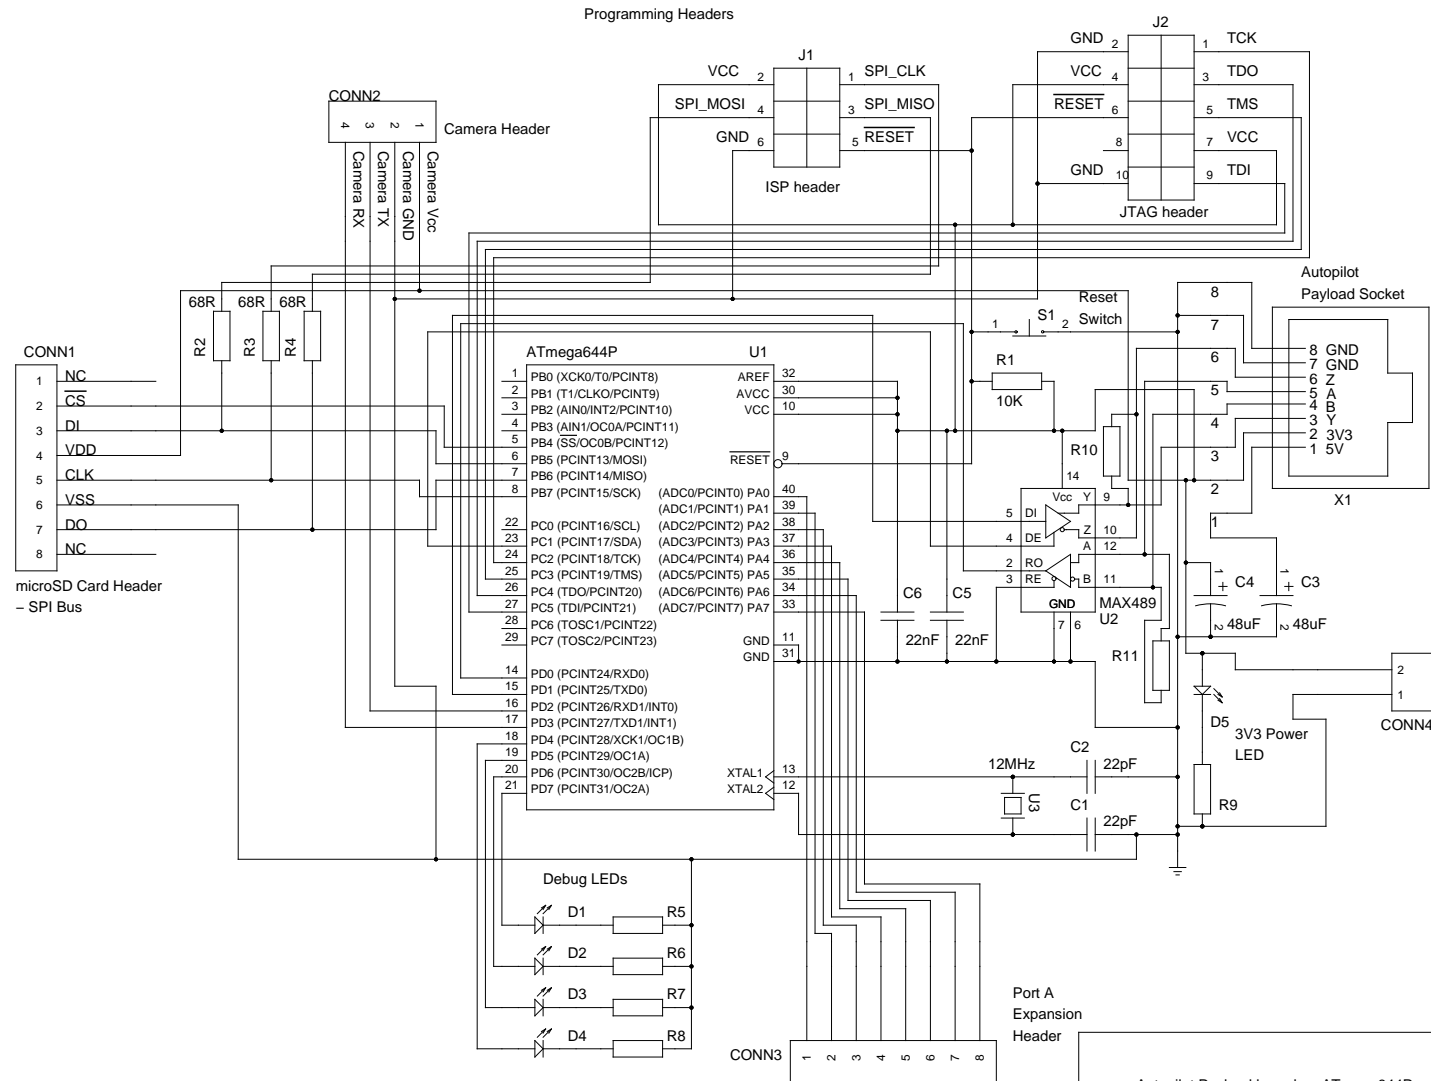 Programming Headers
J2
GND 2 1 TCK
VCC 4 3 TDO
RESET 6 5 TMS
8 7 VCC
GND 10 9 TDI
JTAG header
J1
VCC 2 1 SPI_CLK
SPI_MOSI 4 3 SPI_MISO
GND 6 5 RESET
ISP header
CONN2
4 3 2 1
Camera Header
Camera RX
Camera TX
Camera GND
Camera Vcc
68R 68R 68R
R2 R3 R4
CONN1
1 NC
2 CS
3 DI
4 VDD
5 CLK
6 VSS
7 DO
8 NC
microSD Card Header
– SPI Bus
ATmega644P U1
1 PB0 (XCK0/T0/PCINT8)
2 PB1 (T1/CLKO/PCINT9)
3 PB2 (AIN0/INT2/PCINT10)
4 PB3 (AIN1/OC0A/PCINT11)
5 PB4 (SS/OC0B/PCINT12)
6 PB5 (PCINT13/MOSI)
7 PB6 (PCINT14/MISO)
8 PB7 (PCINT15/SCK)
22 PC0 (PCINT16/SCL)
23 PC1 (PCINT17/SDA)
24 PC2 (PCINT18/TCK)
25 PC3 (PCINT19/TMS)
26 PC4 (TDO/PCINT20)
27 PC5 (TDI/PCINT21)
28 PC6 (TOSC1/PCINT22)
29 PC7 (TOSC2/PCINT23)
14 PD0 (PCINT24/RXD0)
15 PD1 (PCINT25/TXD0)
16 PD2 (PCINT26/RXD1/INT0)
17 PD3 (PCINT27/TXD1/INT1)
18 PD4 (PCINT28/XCK1/OC1B)
19 PD5 (PCINT29/OC1A)
20 PD6 (PCINT30/OC2B/ICP)
21 PD7 (PCINT31/OC2A)
AREF 32
AVCC 30
VCC 10
RESET 9
(ADC0/PCINT0) PA0 40
(ADC1/PCINT1) PA1 39
(ADC2/PCINT2) PA2 38
(ADC3/PCINT3) PA3 37
(ADC4/PCINT4) PA4 36
(ADC5/PCINT5) PA5 35
(ADC6/PCINT6) PA6 34
(ADC7/PCINT7) PA7 33
GND 11
GND 31
XTAL1 13
XTAL2 12
Reset
Switch
1 S1 2
R1
10K
R10
14
Vcc Y 9
5 DI
Z 10
4 DE
A 12
2 RO
3 RE
B 11
GND
7 6
MAX489
U2
R11
C6
22nF
C5
22nF
Autopilot
Payload Socket
8
7
6
5
4
3
2
1
8 GND
7 GND
6 Z
5 A
4 B
3 Y
2 3V3
1 5V
X1
1 + C4 2 48uF
1 + C3 2 48uF
2
1
CONN4
D5
3V3 Power
LED
R9
12MHz
U3
C2
22pF
C1
22pF
Debug LEDs
D1 R5
D2 R6
D3 R7
D4 R8
Port A
Expansion
Header
CONN3
1 2 3 4 5 6 7 8